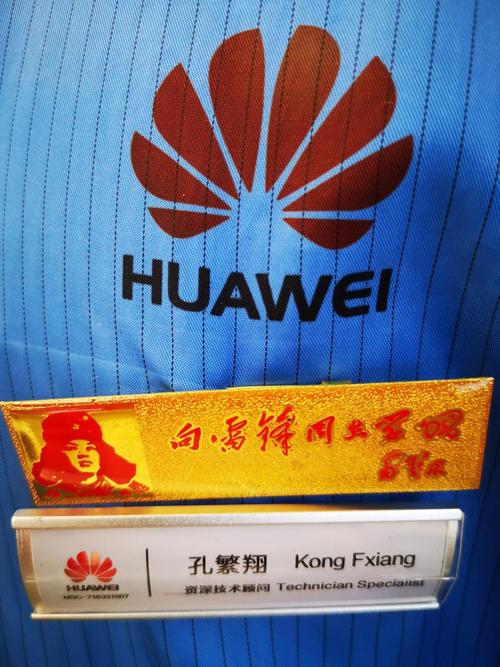 HUAWEI
向雷锋同志学习
毛泽东
HUAWEI
孔繁翔 Kong Fxiang
资深技术顾问 Technician Specialist